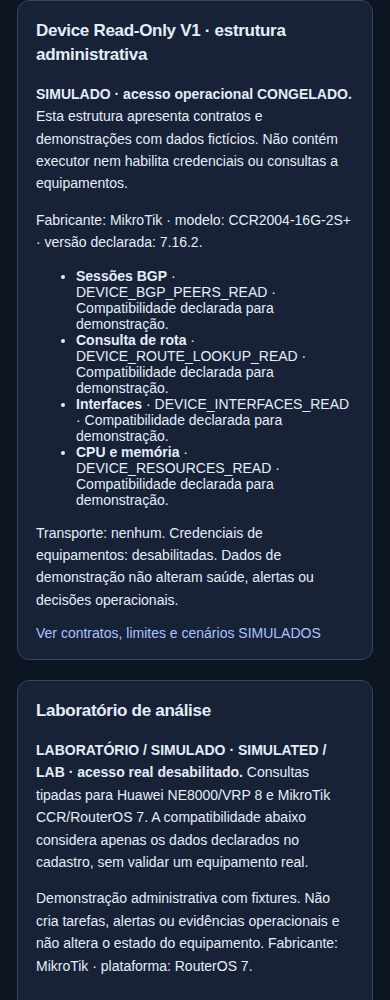 Device Read-Only V1 · estrutura
administrativa
SIMULADO · acesso operacional CONGELADO.
Esta estrutura apresenta contratos e
demonstrações com dados fictícios. Não contém
executor nem habilita credenciais ou consultas a
equipamentos.
Fabricante: MikroTik · modelo: CCR2004-16G-2S+
· versão declarada: 7.16.2.
• Sessões BGP ·
DEVICE_BGP_PEERS_READ ·
Compatibilidade declarada para
demonstração.
• Consulta de rota ·
DEVICE_ROUTE_LOOKUP_READ ·
Compatibilidade declarada para
demonstração.
• Interfaces · DEVICE_INTERFACES_READ
· Compatibilidade declarada para
demonstração.
• CPU e memória ·
DEVICE_RESOURCES_READ ·
Compatibilidade declarada para
demonstração.
Transporte: nenhum. Credenciais de
equipamentos: desabilitadas. Dados de
demonstração não alteram saúde, alertas ou
decisões operacionais.
Ver contratos, limites e cenários SIMULADOS
Laboratório de análise
LABORATÓRIO / SIMULADO · SIMULATED /
LAB · acesso real desabilitado. Consultas
tipadas para Huawei NE8000/VRP 8 e MikroTik
CCR/RouterOS 7. A compatibilidade abaixo
considera apenas os dados declarados no
cadastro, sem validar um equipamento real.
Demonstração administrativa com fixtures. Não
cria tarefas, alertas ou evidências operacionais e
não altera o estado do equipamento. Fabricante:
MikroTik · plataforma: RouterOS 7.